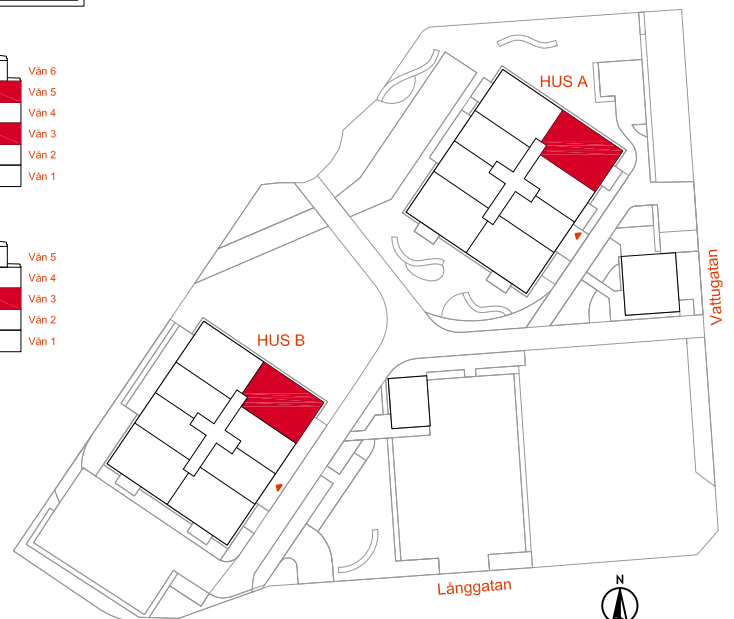 HUS A
Vån 6
Vån 5
Vån 4
Vån 3
Vån 2
Vån 1
Vån 5
Vån 4
Vån 3
Vån 2
Vån 1
HUS B
Vattugatan
Långgatan
N